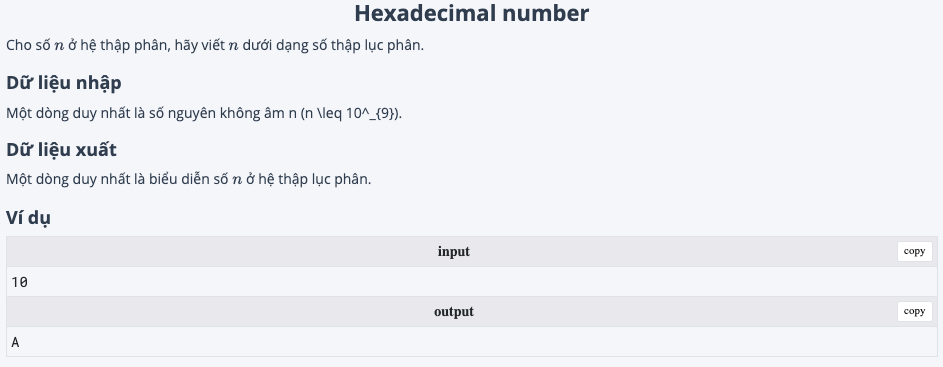 Hexadecimal number
Cho số n ở hệ thập phân, hãy viết n dưới dạng số thập lục phân.
Dữ liệu nhập
Một dòng duy nhất là số nguyên không âm n (n \leq 10^_{9}).
Dữ liệu xuất
Một dòng duy nhất là biểu diễn số n ở hệ thập lục phân.
Ví dụ
input copy
10
output copy
A